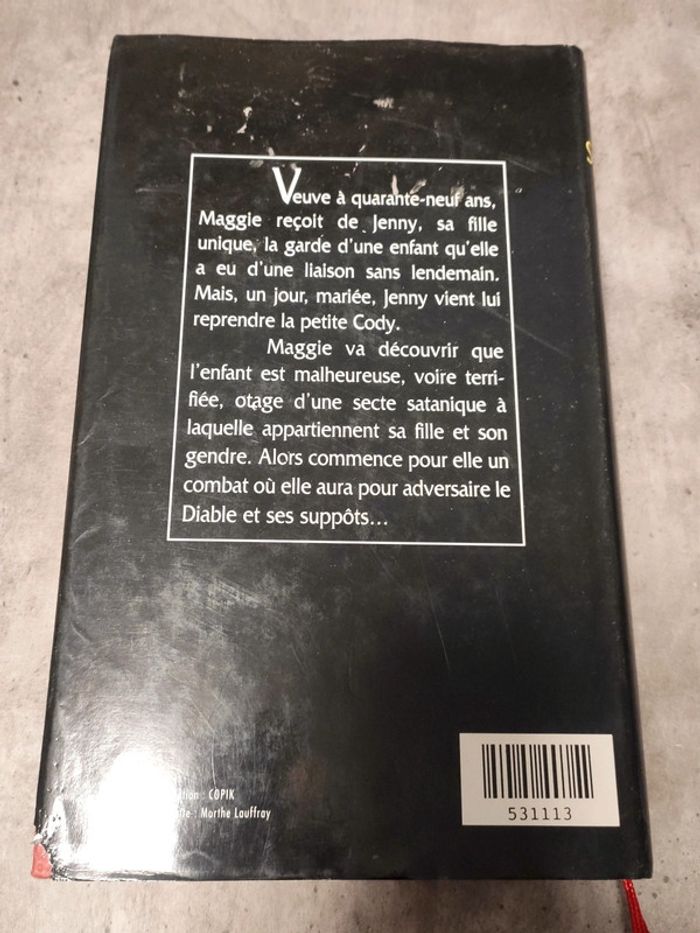 Veuve à quarante-neuf ans,
Maggie reçoit de Jenny, sa fille
unique, la garde d'une enfant qu'elle
a eu d'une liaison sans lendemain.
Mais, un jour, mariée, Jenny vient lui
reprendre la petite Cody.
Maggie va découvrir que
l'enfant est malheureuse, voire terri-
fiée, otage d'une secte satanique à
laquelle appartiennent sa fille et son
gendre. Alors commence pour elle un
combat où elle aura pour adversaire le
Diable et ses suppôts...
: COPIK
: Marthe Lauffray
531113